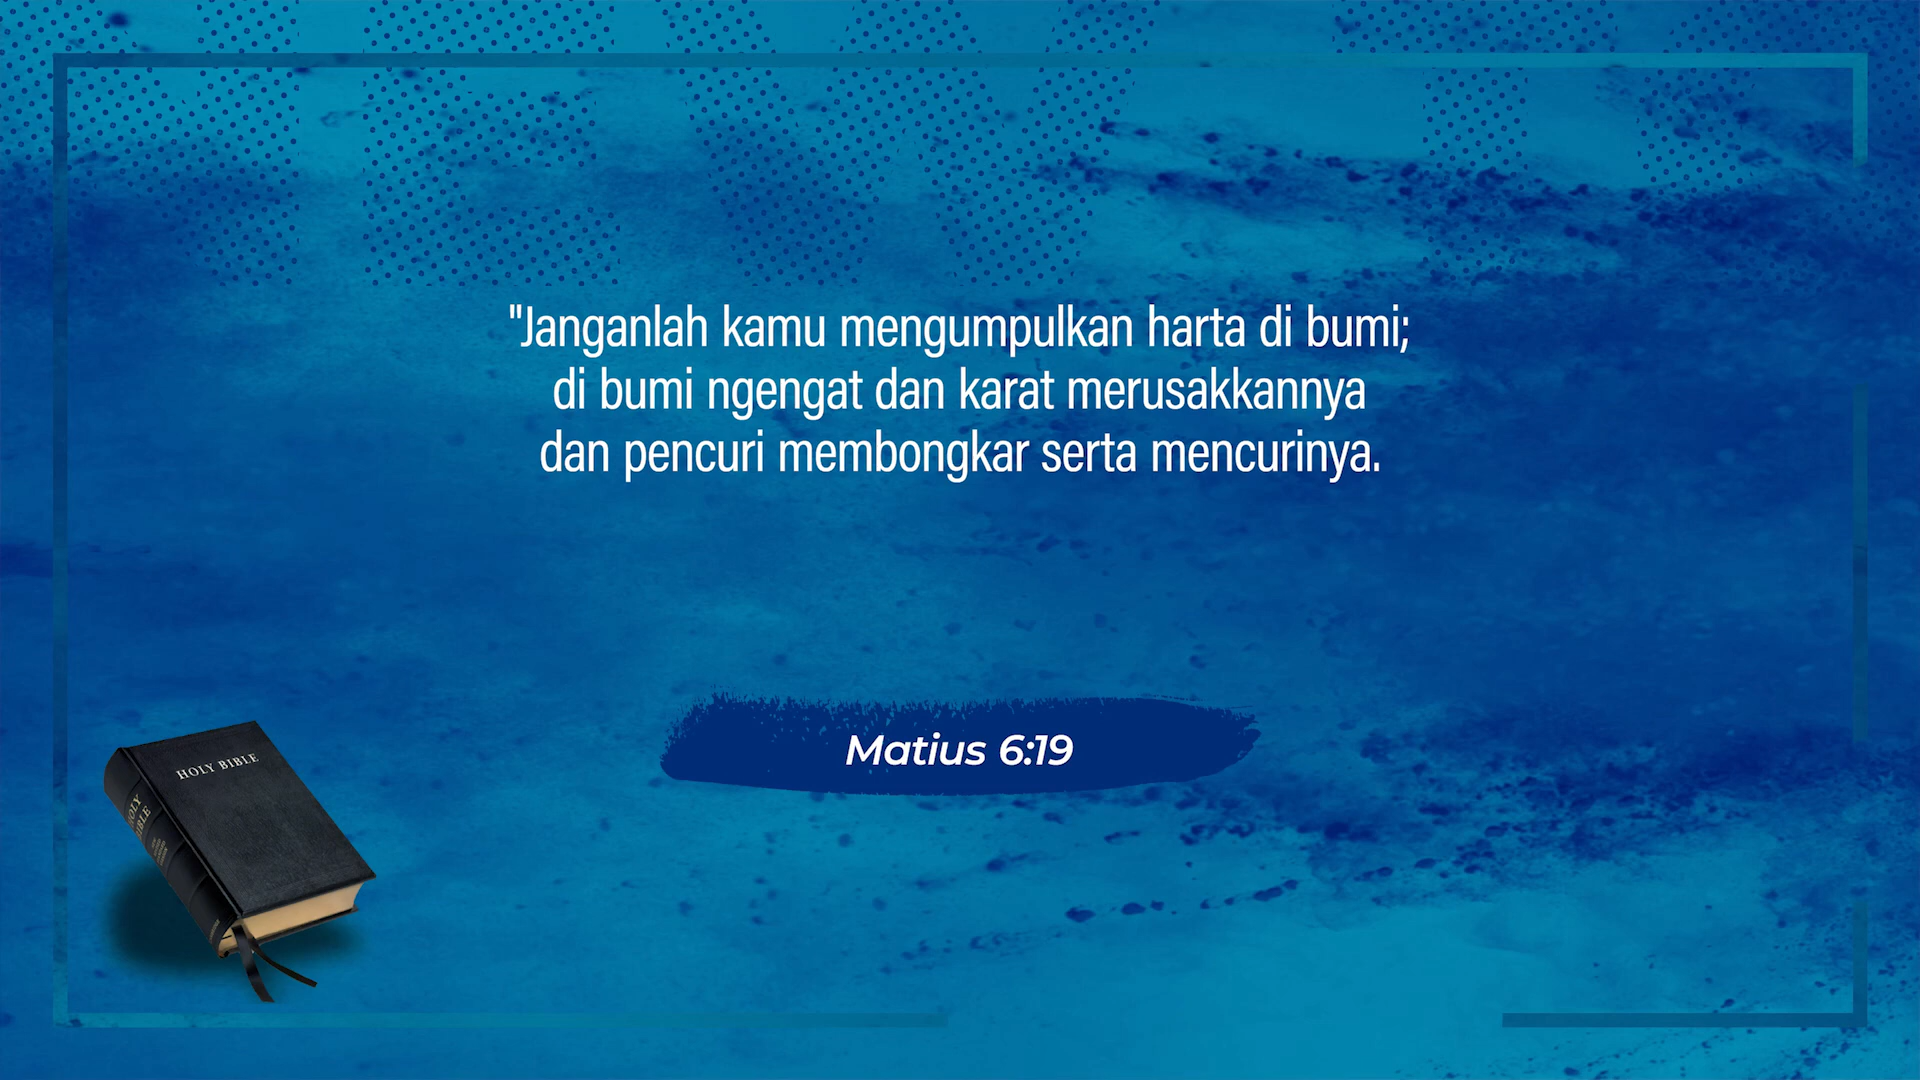 "Janganlah kamu mengumpulkan harta di bumi;
di bumi ngengat dan karat merusakkannya
dan pencuri membongkar serta mencurinya.
Matius 6:19
HOLY BIBLE
HOLY
BIBLE